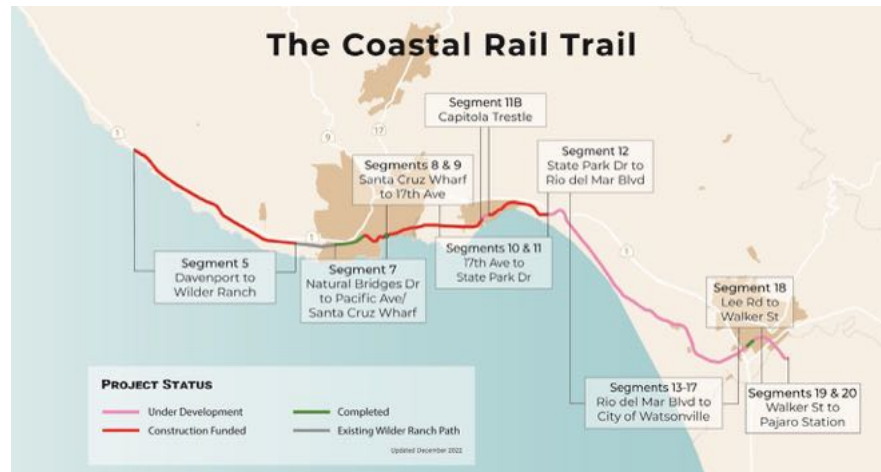 The Coastal Rail Trail
Segment 11B
Capitola Trestle
1
9
17
Segments 8 & 9
Santa Cruz Wharf
to 17th Ave
Segment 12
State Park Dr to
Rio del Mar Blvd
1
1
Segment 5
Davenport to
Wilder Ranch
Segment 7
Natural Bridges Dr
to Pacific Ave/
Santa Cruz Wharf
Segments 10 & 11
17th Ave to
State Park Dr
Segment 18
Lee Rd to
Walker St
Segments 13-17
Rio del Mar Blvd to
City of Watsonville
Segments 19 & 20
Walker St to
Pajaro Station
PROJECT STATUS
Under Development
Completed
Construction Funded
Existing Wilder Ranch Path
Updated December 2022